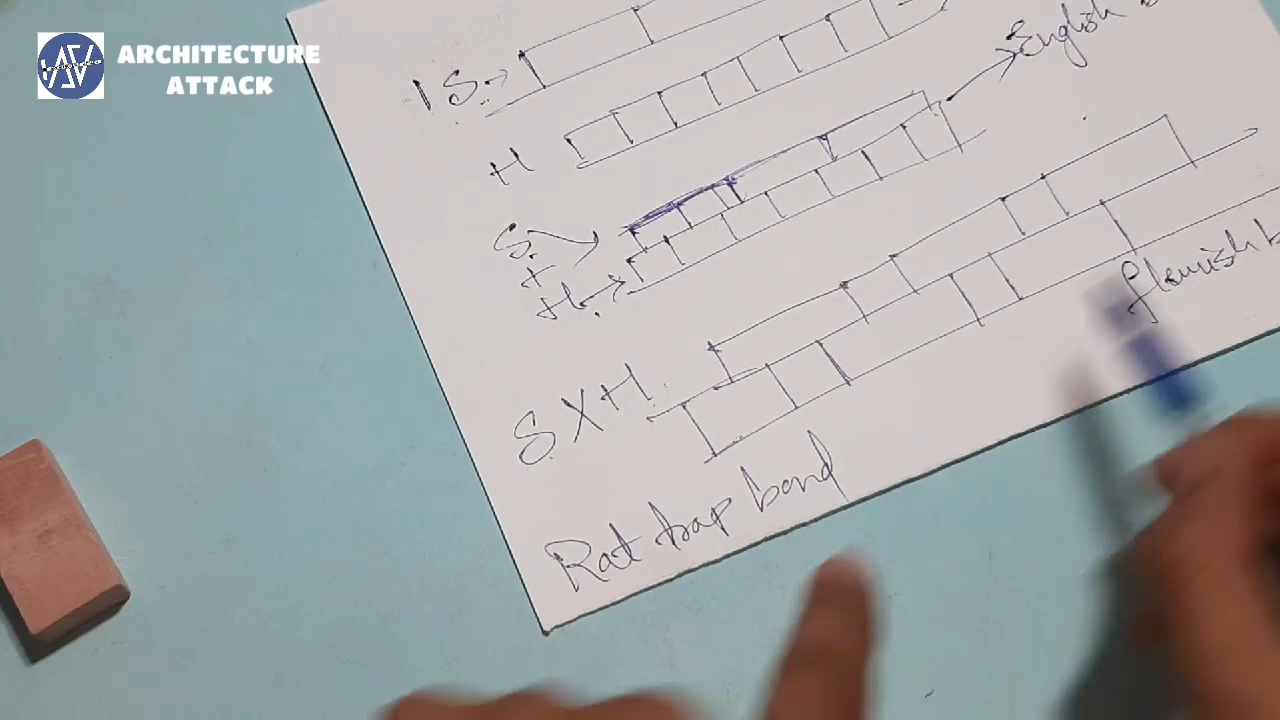 ARCHITECTURE
ATTACK
1 S.
H
English
S.
+
H.
flemish b
S X H
Rat trap bond